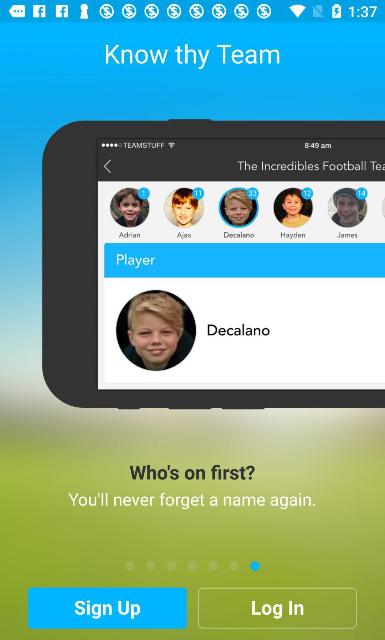 1:37
Know thy Team
TEAMSTUFF
8:49 am
The Incredibles Football Tea
1
11
33
12
14
Adrian
Ajax
Decalano
Hayden
James
Player
Decalano
Who's on first?
You'll never forget a name again.
Sign Up
Log In